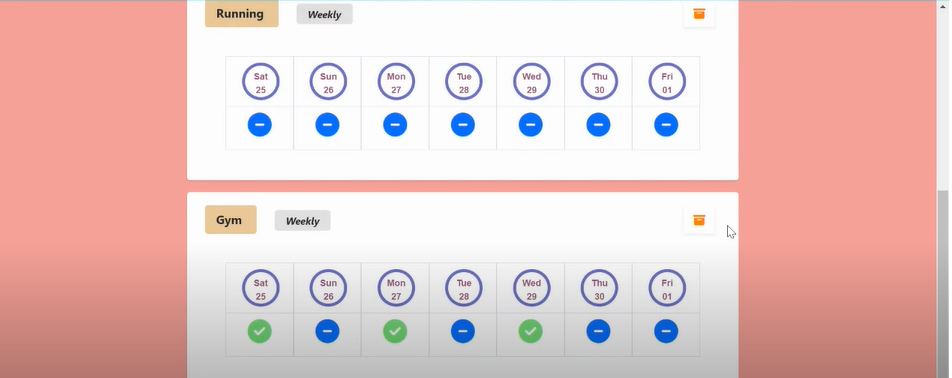 Running Weekly
Sat Sun Mon Tue Wed Thu Fri
25 26 27 28 29 30 01
Gym Weekly
Sat Sun Mon Tue Wed Thu Fri
25 26 27 28 29 30 01